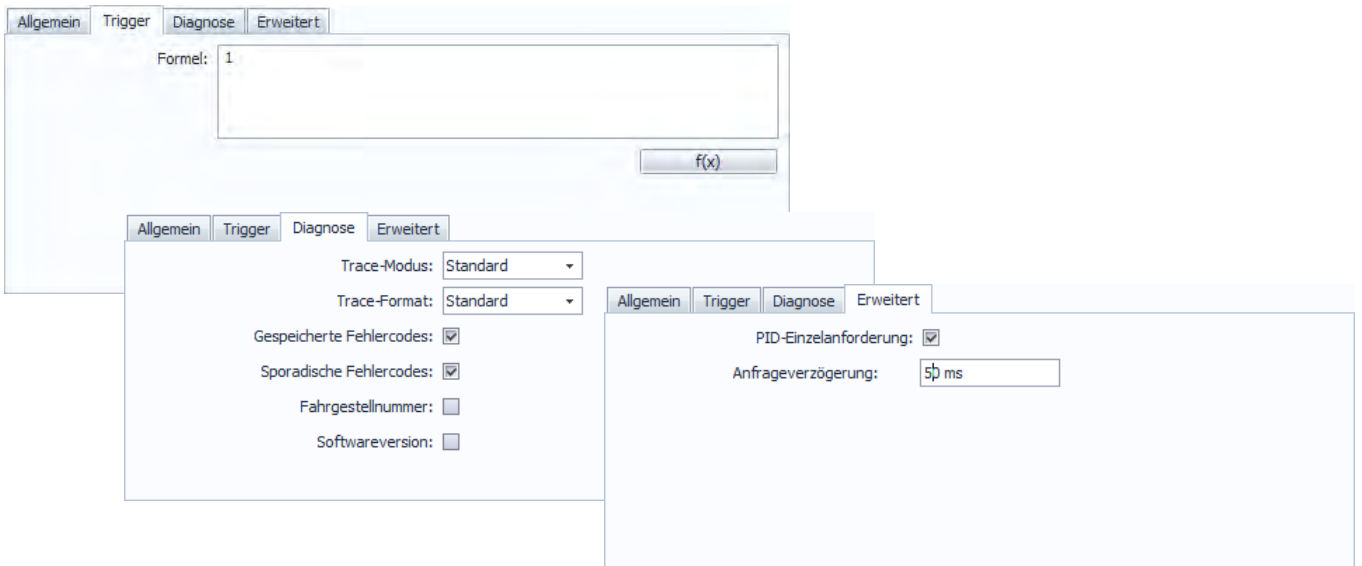 Allgemein Trigger Diagnose Erweitert
Formel: 1
f(x)
Allgemein Trigger Diagnose Erweitert
Trace-Modus: Standard
Trace-Format: Standard
Gespeicherte Fehlercodes:
Sporadische Fehlercodes:
Fahrgestellnummer:
Softwareversion:
Allgemein Trigger Diagnose Erweitert
PID-Einzelanforderung:
Anfrageverzögerung: 50 ms